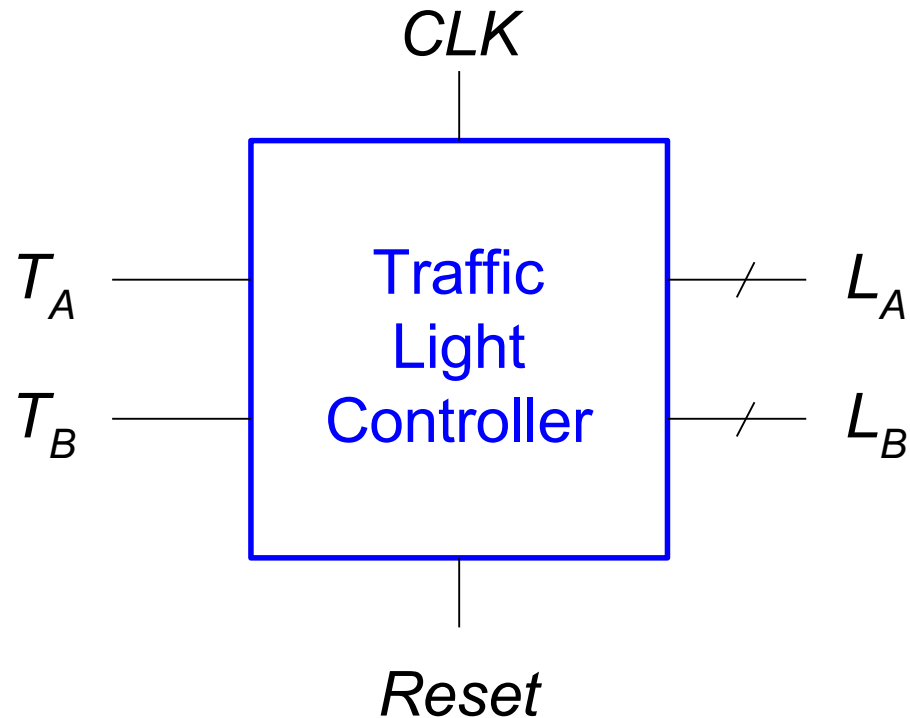 CLK
T_A
Traffic
Light
Controller
L_A
T_B
L_B
Reset